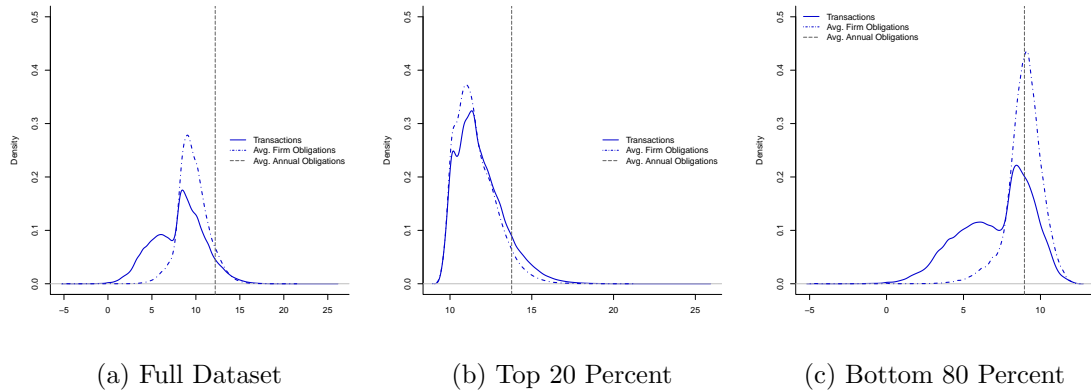 0.5
0.4
0.3
0.2
0.1
0.0
Density
−5 0 5 10 15 20 25
Transactions
Avg. Firm Obligations
Avg. Annual Obligations
(a) Full Dataset
0.5
0.4
0.3
0.2
0.1
0.0
Density
10 15 20 25
Transactions
Avg. Firm Obligations
Avg. Annual Obligations
(b) Top 20 Percent
0.5
0.4
0.3
0.2
0.1
0.0
Density
−5 0 5 10
Transactions
Avg. Firm Obligations
Avg. Annual Obligations
(c) Bottom 80 Percent